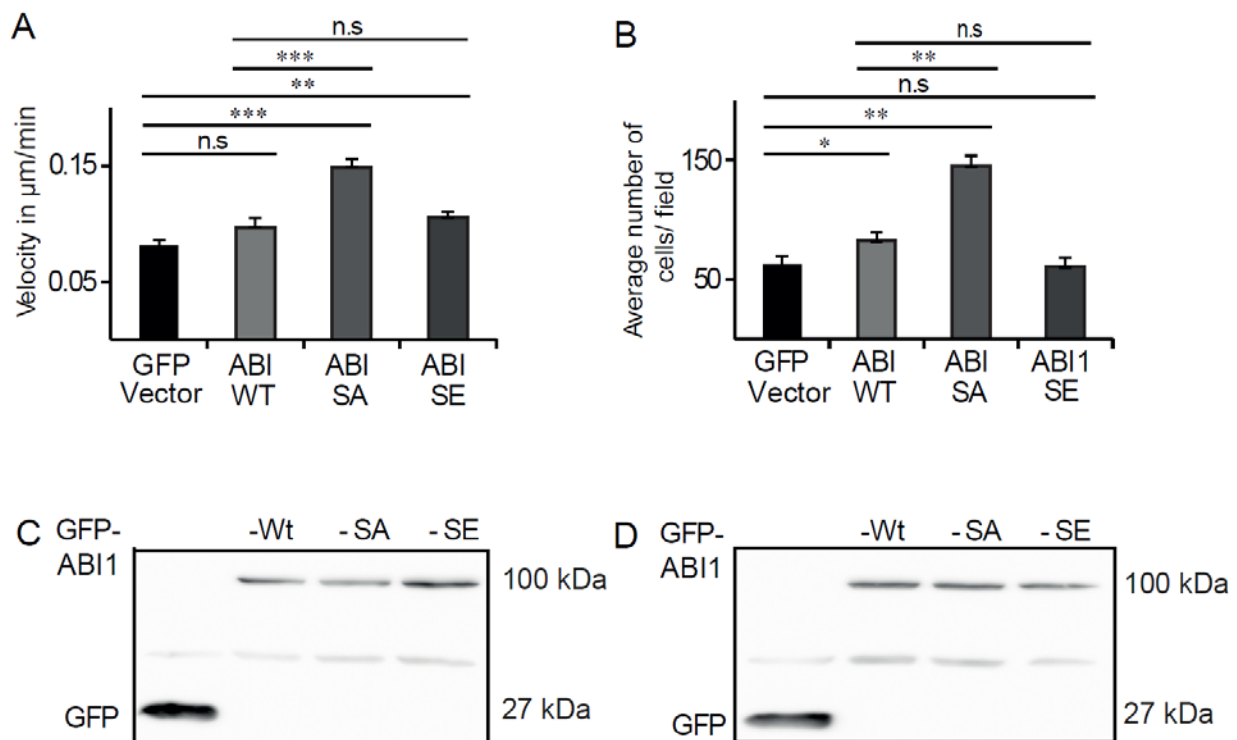 A
n.s
***
**
***
n.s
Velocity in µm/min
0.15
0.05
GFP Vector
ABI WT
ABI SA
ABI SE
B
n.s
**
n.s
**
*
Average number of
cells/ field
150
50
GFP Vector
ABI WT
ABI SA
ABI1 SE
C
GFP-
ABI1
-Wt
- SA
- SE
100 kDa
GFP
27 kDa
D
GFP-
ABI1
-Wt
- SA
- SE
100 kDa
GFP
27 kDa